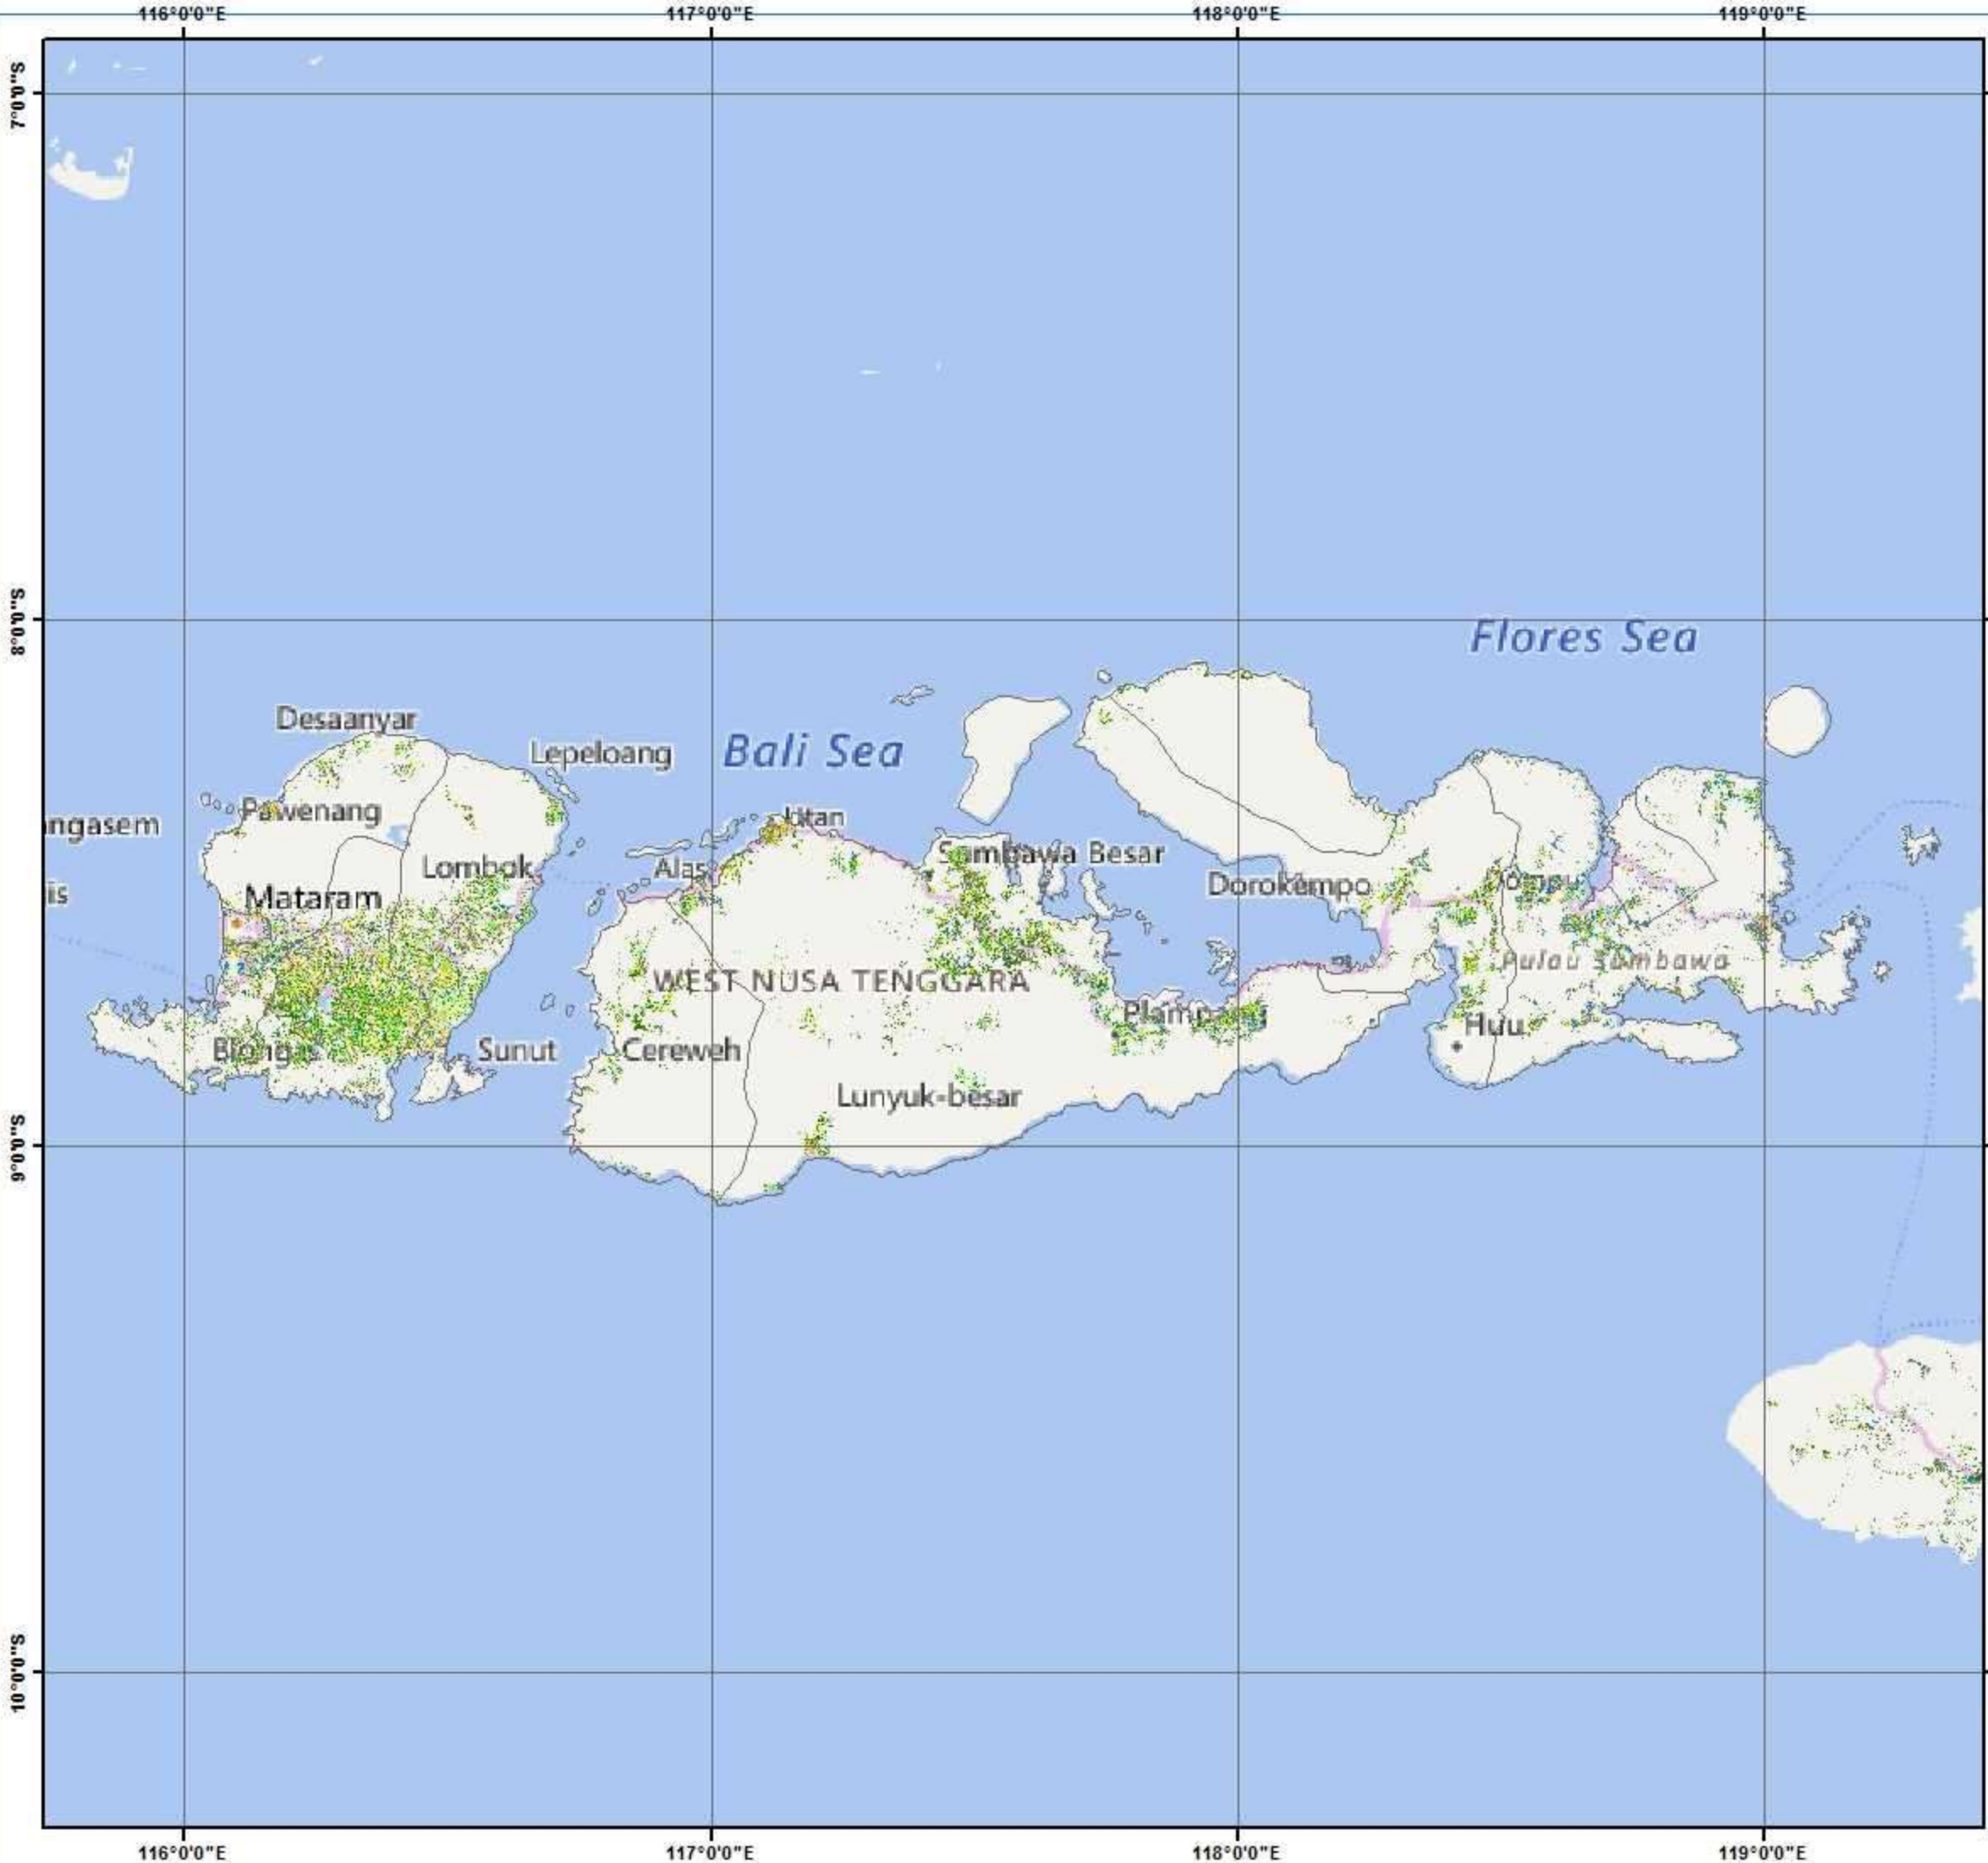 116°0'0"E 117°0'0"E 118°0'0"E 119°0'0"E
7°0'0"S
8°0'0"S
Flores Sea
Desaanyar
Bali Sea
Lepeloang
Pawenang
Utan
ngasem
Sumbawa Besar
Lombok
Alas
Dorokempo
Dompu
is
Mataram
Pulau Sumbawa
WEST NUSA TENGGARA
Plampang
Huu
Blongas
Sunut
Cereweh
Lunyuk-besar
9°0'0"S
10°0'0"S
116°0'0"E 117°0'0"E 118°0'0"E 119°0'0"E